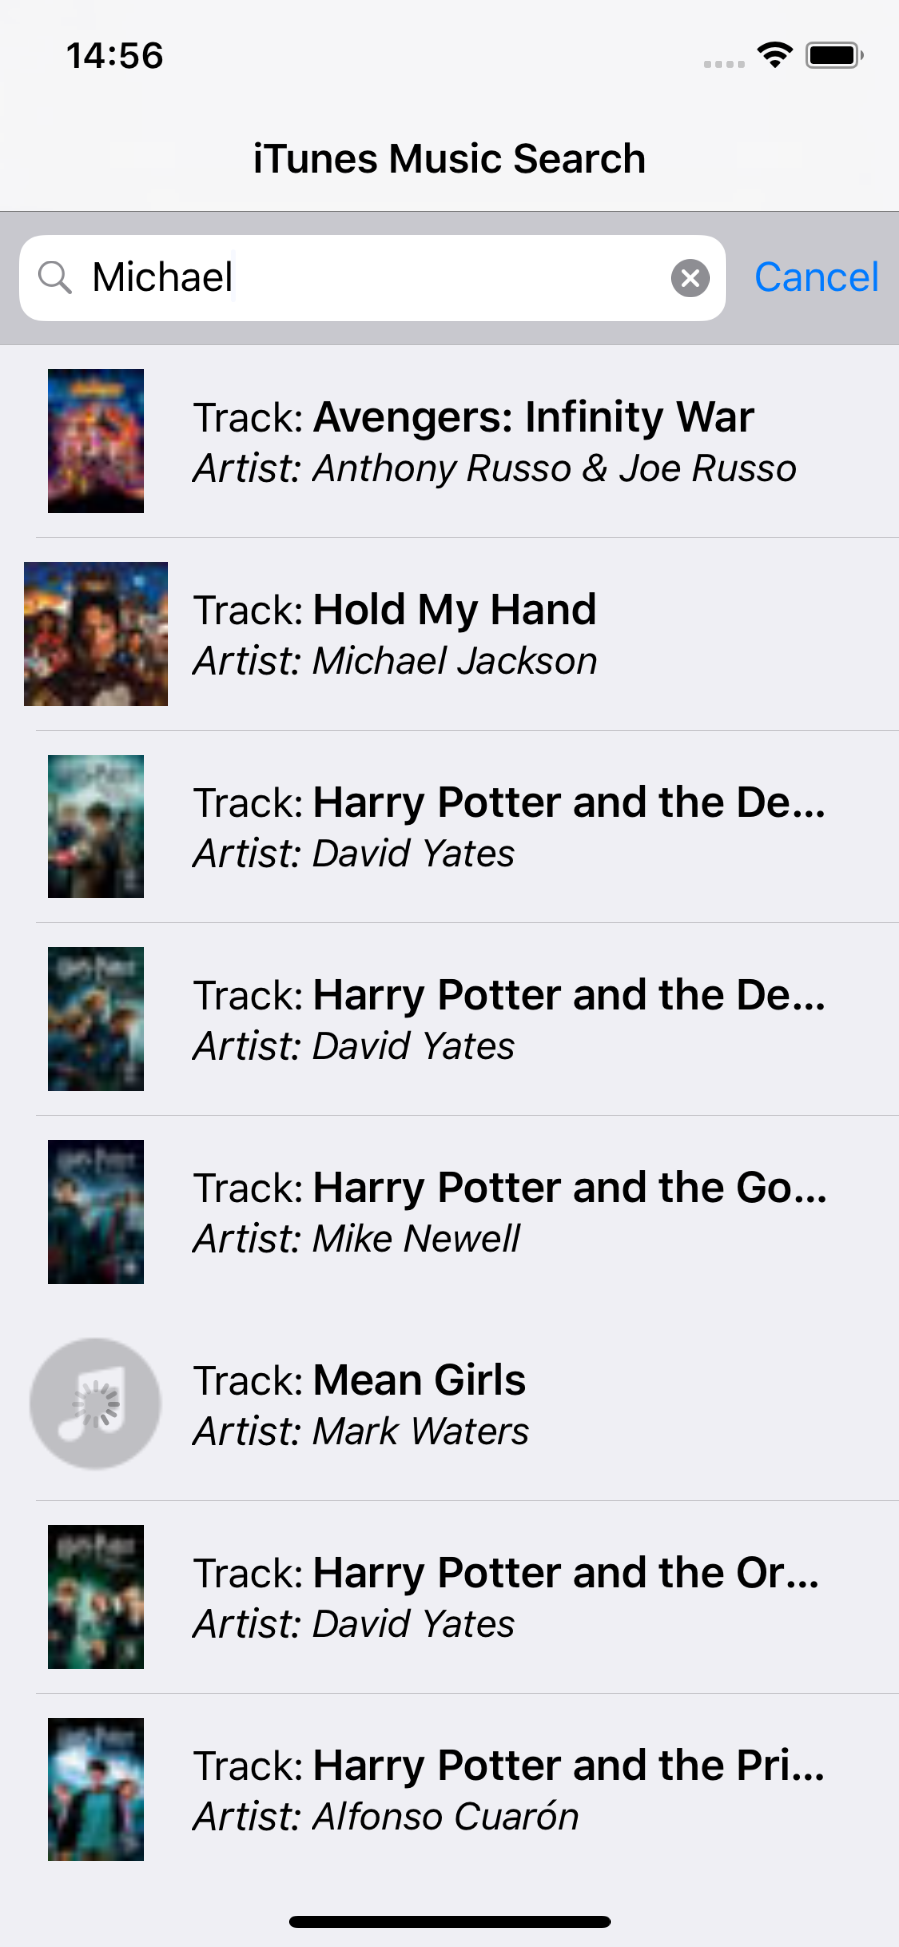 14:56
iTunes Music Search
Michael
Cancel
Track: Avengers: Infinity War
Artist: Anthony Russo & Joe Russo
Track: Hold My Hand
Artist: Michael Jackson
Track: Harry Potter and the De...
Artist: David Yates
Track: Harry Potter and the De...
Artist: David Yates
Track: Harry Potter and the Go...
Artist: Mike Newell
Track: Mean Girls
Artist: Mark Waters
Track: Harry Potter and the Or...
Artist: David Yates
Track: Harry Potter and the Pri...
Artist: Alfonso Cuarón